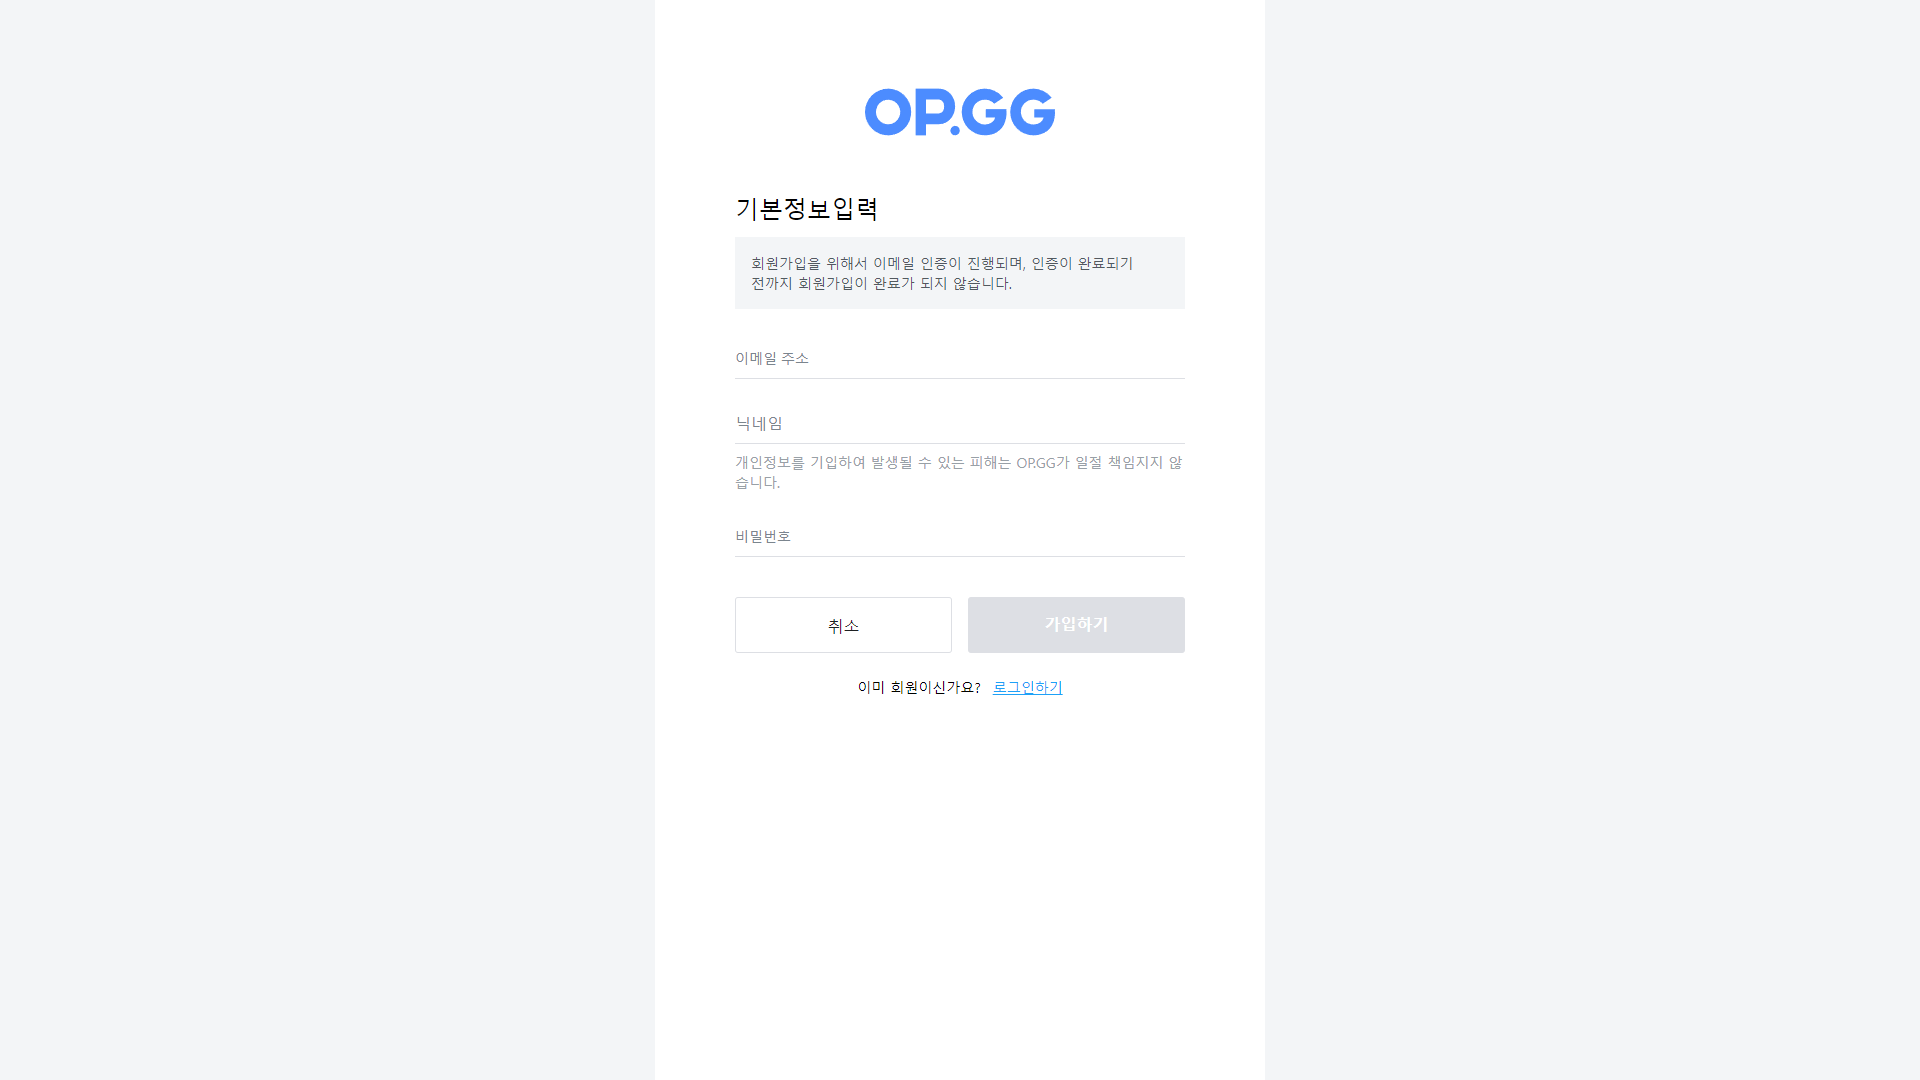 OP.GG
기본정보입력
회원가입을 위해서 이메일 인증이 진행되며, 인증이 완료되기
전까지 회원가입이 완료가 되지 않습니다.
이메일 주소
닉네임
개인정보를 기입하여 발생될 수 있는 피해는 OP.GG가 일절 책임지지 않
습니다.
비밀번호
취소
가입하기
이미 회원이신가요? 로그인하기